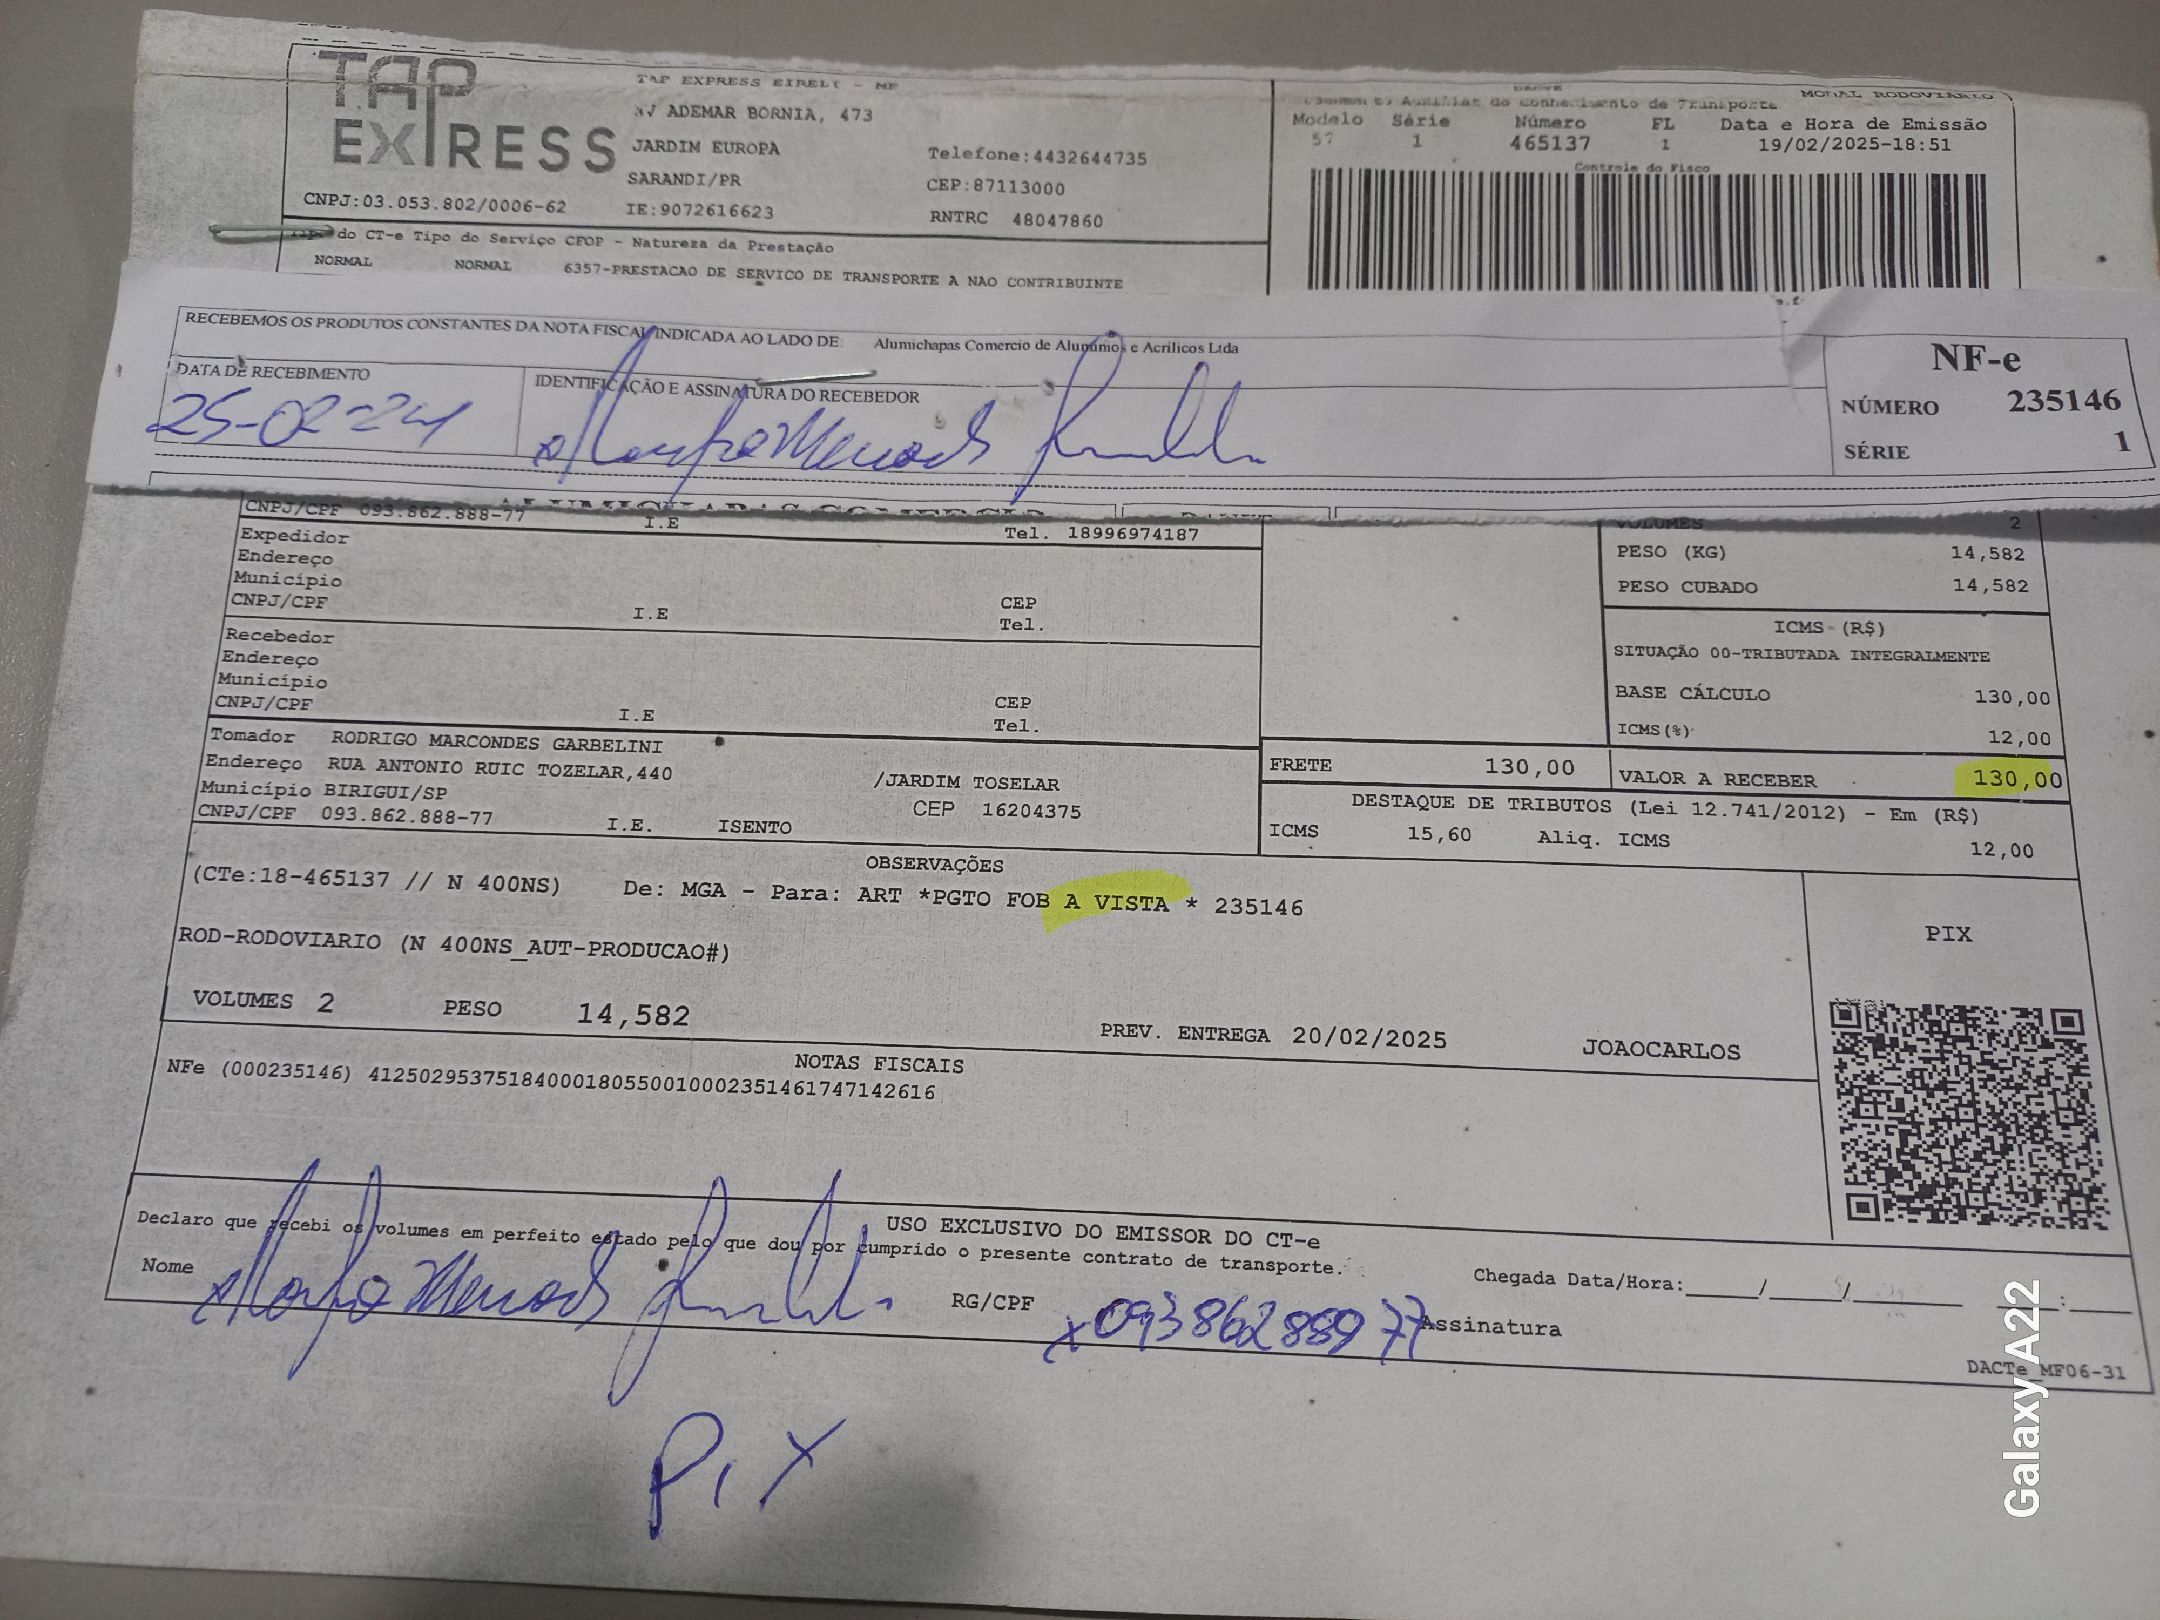 TAP
EXPRESS
TAP EXPRESS EIRELI - ME
AV ADEMAR BORNIA, 473
JARDIM EUROPA
SARANDI/PR
CNPJ:03.053.802/0006-62
IE:9072616623
Telefone:4432644735
CEP:87113000
RNTRC 48047860
DACTE
Auxiliar do Conhecimento de Transporte
MODAL RODOVIARIO
Modelo Série Número FL Data e Hora de Emissão
57 1 465137 1 19/02/2025-18:51
Controle do Fisco
Tipo do CT-e Tipo do Serviço CFOP - Natureza da Prestação
NORMAL NORMAL 6357-PRESTACAO DE SERVICO DE TRANSPORTE A NAO CONTRIBUINTE
RECEBEMOS OS PRODUTOS CONSTANTES DA NOTA FISCAL INDICADA AO LADO DE: Alumichapas Comercio de Aluminios e Acrilicos Ltda
DATA DE RECEBIMENTO
25-02-24
IDENTIFICAÇÃO E ASSINATURA DO RECEBEDOR
NF-e
NÚMERO 235146
SÉRIE 1
CNPJ/CPF 093.862.888-77 I.E Tel. 18996974187
Expedidor
Endereço
Município
CNPJ/CPF I.E CEP
Tel.
Recebedor
Endereço
Município
CNPJ/CPF I.E CEP
Tel.
VOLUMES 2
PESO (KG) 14,582
PESO CUBADO 14,582
ICMS (R$)
SITUAÇÃO 00-TRIBUTADA INTEGRALMENTE
BASE CÁLCULO 130,00
ICMS(%) 12,00
Tomador RODRIGO MARCONDES GARBELINI
Endereço RUA ANTONIO RUIC TOZELAR,440 /JARDIM TOSELAR
Município BIRIGUI/SP CEP 16204375
CNPJ/CPF 093.862.888-77 I.E. ISENTO
FRETE 130,00 VALOR A RECEBER 130,00
DESTAQUE DE TRIBUTOS (Lei 12.741/2012) - Em (R$)
ICMS 15,60 Aliq. ICMS 12,00
OBSERVAÇÕES
(CTe:18-465137 // N 400NS) De: MGA - Para: ART *PGTO FOB A VISTA * 235146
ROD-RODOVIARIO (N 400NS_AUT-PRODUCAO#)
VOLUMES 2 PESO 14,582
PREV. ENTREGA 20/02/2025 JOAOCARLOS
PIX
NOTAS FISCAIS
NFe (000235146) 41250295375184000180550010002351461747142616
USO EXCLUSIVO DO EMISSOR DO CT-e
Declaro que recebi os volumes em perfeito estado pelo que dou por cumprido o presente contrato de transporte.
Nome
RG/CPF x09386288977 Assinatura
Chegada Data/Hora:____/____/______ ____:____
DACTe_MF06-31
Pix
Galaxy A22